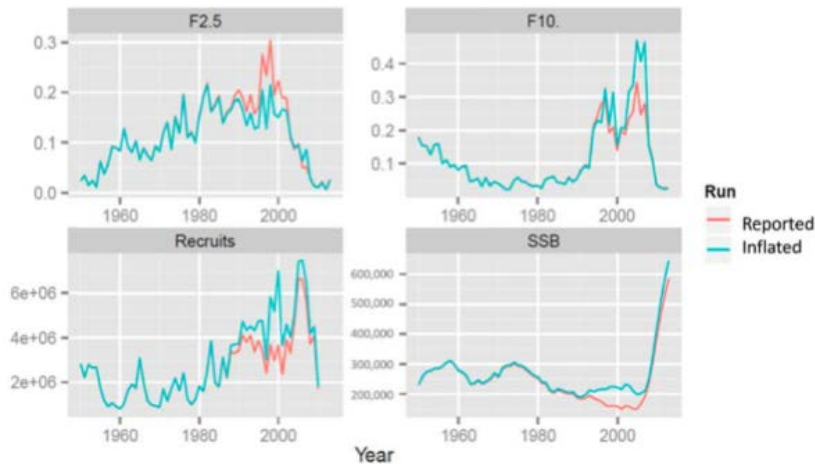 F2.5
F10.
0.3
0.2
0.1
0.0
1960
1980
2000
0.4
0.3
0.2
0.1
1960
1980
2000
Recruits
SSB
6e+06
4e+06
2e+06
1960
1980
2000
600,000
500,000
400,000
300,000
200,000
1960
1980
2000
Year
Run
Reported
Inflated